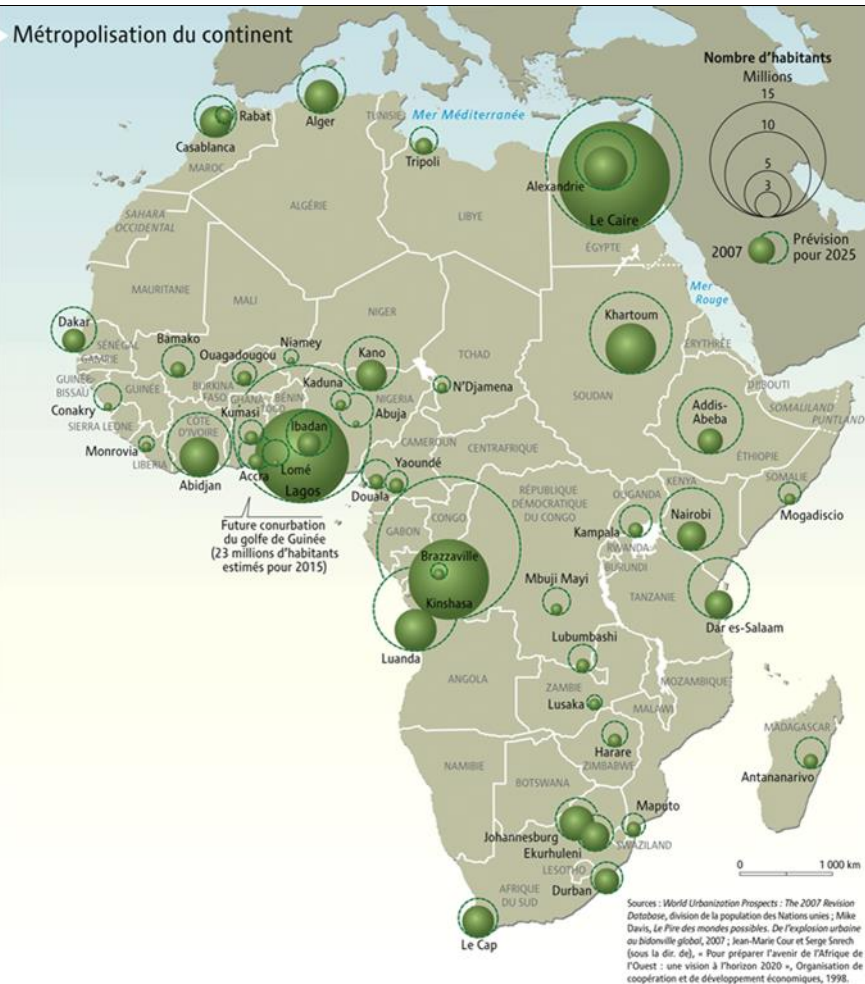 Métropolisation du continent
Nombre d'habitants
Millions
15
10
5
3
2007
Prévision
pour 2025
Mer Méditerranée
Rabat
Casablanca
MAROC
Alger
TUNISIE
Tripoli
Alexandrie
Le Caire
SAHARA
OCCIDENTAL
ALGÉRIE
LIBYE
ÉGYPTE
Mer
Rouge
MAURITANIE
MALI
NIGER
TCHAD
Khartoum
SOUDAN
ÉRYTHRÉE
Dakar
SÉNÉGAL
GAMBIE
Bamako
Ouagadougou
Niamey
Kano
N'Djamena
GUINÉE-
BISSAU
GUINÉE
BURKINA
FASO
GHANA
BÉNIN
TOGO
Kaduna
NIGERIA
Abuja
Addis-
Abeba
DJIBOUTI
SOMALILAND
PUNTLAND
Conakry
SIERRA LEONE
CÔTE
D'IVOIRE
Kumasi
Ibadan
CAMEROUN
CENTRAFRIQUE
ÉTHIOPIE
Monrovia
LIBERIA
Abidjan
Accra
Lomé
Lagos
Yaoundé
Douala
SOMALIE
Mogadiscio
Future conurbation
du golfe de Guinée
(23 millions d'habitants
estimés pour 2015)
GABON
CONGO
RÉPUBLIQUE
DÉMOCRATIQUE
DU CONGO
OUGANDA
KENYA
Kampala
Nairobi
RWANDA
BURUNDI
Brazzaville
Kinshasa
Mbuji Mayi
TANZANIE
Dar es-Salaam
Luanda
Lubumbashi
ANGOLA
ZAMBIE
Lusaka
MALAWI
MOZAMBIQUE
Harare
ZIMBABWE
MADAGASCAR
Antananarivo
NAMIBIE
BOTSWANA
Maputo
Johannesburg
Ekurhuleni
SWAZILAND
LESOTHO
Durban
AFRIQUE
DU SUD
Le Cap
0 1 000 km
Sources : World Urbanization Prospects : The 2007 Revision
Database, division de la population des Nations unies ; Mike
Davis, Le Pire des mondes possibles. De l'explosion urbaine
au bidonville global, 2007 ; Jean-Marie Cour et Serge Snrech
(sous la dir. de), « Pour préparer l'avenir de l'Afrique de
l'Ouest : une vision à l'horizon 2020 », Organisation de
coopération et de développement économiques, 1998.